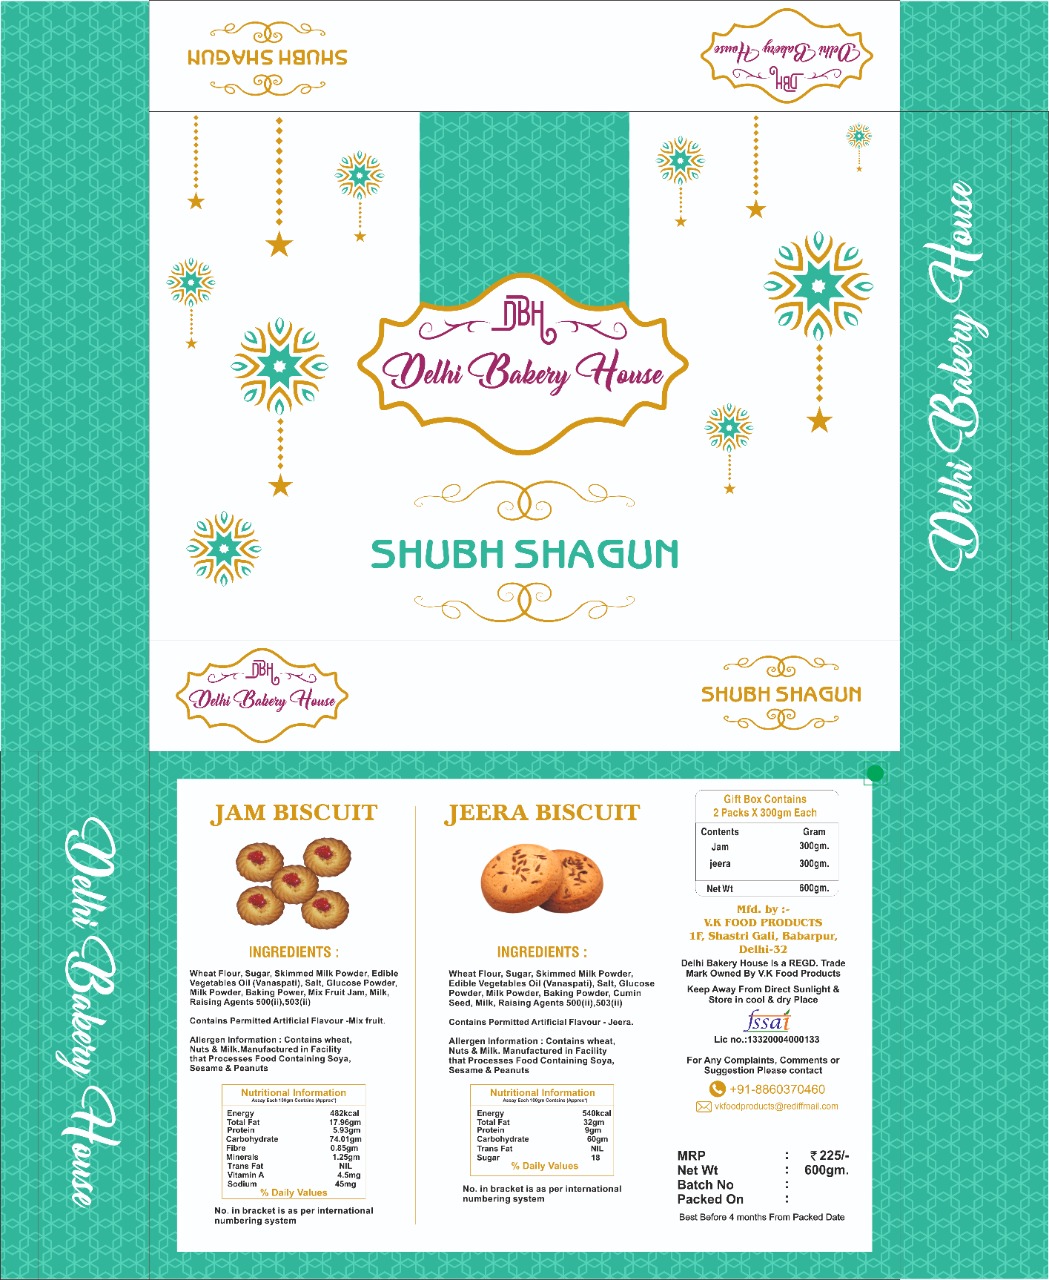 SHUBH SHAGUN
DBH
Delhi Bakery House
DBH
Delhi Bakery House
SHUBH SHAGUN
Delhi Bakery House
DBH
Delhi Bakery House
SHUBH SHAGUN
Delhi Bakery House
JAM BISCUIT
INGREDIENTS :
Wheat Flour, Sugar, Skimmed Milk Powder, Edible
Vegetables Oil (Vanaspati), Salt, Glucose Powder,
Milk Powder, Baking Power, Mix Fruit Jam, Milk,
Raising Agents 500(ii),503(ii)
Contains Permitted Artificial Flavour -Mix fruit.
Allergen Information : Contains wheat,
Nuts & Milk.Manufactured in Facility
that Processes Food Containing Soya,
Sesame & Peanuts
Nutritional Information
Assay Each 100gm Contains (Approx*)
Energy 482kcal
Total Fat 17.96gm
Protein 5.93gm
Carbohydrate 74.01gm
Fibre 0.85gm
Minerals 1.25gm
Trans Fat NIL
Vitamin A 4.5mg
Sodium 45mg
% Daily Values
No. in bracket is as per international
numbering system
JEERA BISCUIT
INGREDIENTS :
Wheat Flour, Sugar, Skimmed Milk Powder,
Edible Vegetables Oil (Vanaspati), Salt, Glucose
Powder, Milk Powder, Baking Powder, Cumin
Seed, Milk, Raising Agents 500(ii),503(ii)
Contains Permitted Artificial Flavour - Jeera.
Allergen Information : Contains wheat,
Nuts & Milk. Manufactured in Facility
that Processes Food Containing Soya,
Sesame & Peanuts
Nutritional Information
Assay Each 100gm Contains (Approx*)
Energy 540kcal
Total Fat 32gm
Protein 9gm
Carbohydrate 60gm
Trans Fat NIL
Sugar 18
% Daily Values
No. in bracket is as per international
numbering system
Gift Box Contains
2 Packs X 300gm Each
Contents Gram
Jam 300gm.
jeera 300gm.
Net Wt 600gm.
Mfd. by :-
V.K FOOD PRODUCTS
1F, Shastri Gali, Babarpur,
Delhi-32
Delhi Bakery House Is a REGD. Trade
Mark Owned By V.K Food Products
Keep Away From Direct Sunlight &
Store in cool & dry Place
fssai
Lic no.:13320004000133
For Any Complaints, Comments or
Suggestion Please contact
+91-8860370460
vkfoodproducts@rediffmail.com
MRP : ₹ 225/-
Net Wt : 600gm.
Batch No :
Packed On :
Best Before 4 months From Packed Date